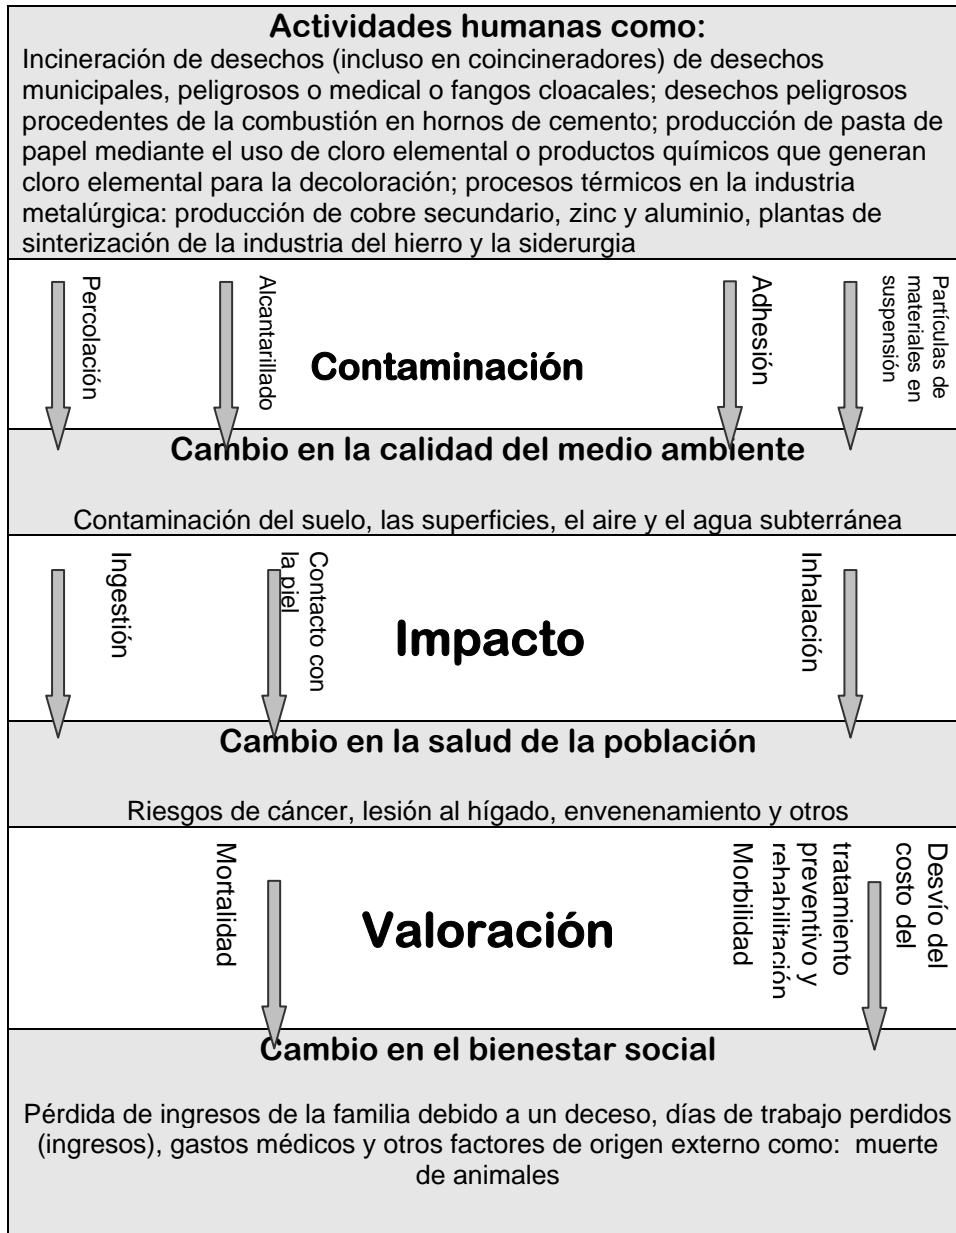 Actividades humanas como:
Incineración de desechos (incluso en coincineradores) de desechos
municipales, peligrosos o medical o fangos cloacales; desechos peligrosos
procedentes de la combustión en hornos de cemento; producción de pasta de
papel mediante el uso de cloro elemental o productos químicos que generan
cloro elemental para la decoloración; procesos térmicos en la industria
metalúrgica: producción de cobre secundario, zinc y aluminio, plantas de
sinterización de la industria del hierro y la siderurgia
Percolación
Alcantarillado
Contaminación
Adhesión
Partículas de
materiales en
suspensión
Cambio en la calidad del medio ambiente
Contaminación del suelo, las superficies, el aire y el agua subterránea
Ingestión
Contacto con
la piel
Impacto
Inhalación
Cambio en la salud de la población
Riesgos de cáncer, lesión al hígado, envenenamiento y otros
Mortalidad
Valoración
Desvío del
costo del
tratamiento
preventivo y
rehabilitación
Morbilidad
Cambio en el bienestar social
Pérdida de ingresos de la familia debido a un deceso, días de trabajo perdidos
(ingresos), gastos médicos y otros factores de origen externo como: muerte
de animales